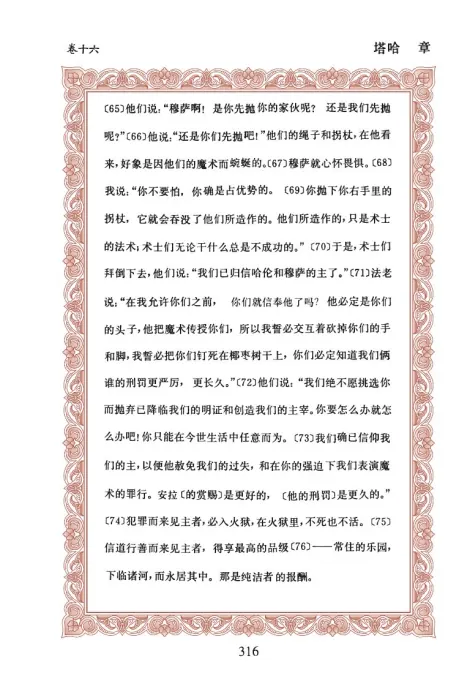 卷十六
塔哈 章
〔65〕他们说:“穆萨啊! 是你先抛你的家伙呢? 还是我们先抛
呢?”〔66〕他说:“还是你们先抛吧!”他们的绳子和拐杖,在他看
来,好象是因他们的魔术而蜿蜒的。〔67〕穆萨就心怀畏惧。〔68〕
我说:“你不要怕,你确是占优势的。〔69〕你抛下你右手里的
拐杖, 它就会吞没了他们所造作的。他们所造作的,只是术士
的法术;术士们无论干什么总是不成功的。”〔70〕于是,术士们
拜倒下去,他们说:“我们已归信哈伦和穆萨的主了。”〔71〕法老
说:“在我允许你们之前, 你们就信奉他了吗? 他必定是你们
的头子,他把魔术传授你们, 所以我誓必交互着砍掉你们的手
和脚,我誓必把你们钉死在椰枣树干上, 你们必定知道我们俩
谁的刑罚更严厉, 更长久。”〔72〕他们说:“我们绝不愿挑选你
而抛弃已降临我们的明证和创造我们的主宰。你要怎么办就怎
么办吧!你只能在今世生活中任意而为。〔73〕我们确已信仰我
们的主,以便他赦免我们的过失, 和在你的强迫下我们表演魔
术的罪行。安拉〔的赏赐〕是更好的, 〔他的刑罚〕是更久的。”
〔74〕犯罪而来见主者,必入火狱,在火狱里,不死也不活。〔75〕
信道行善而来见主者, 得享最高的品级〔76〕——常住的乐园,
下临诸河,而永居其中。那是纯洁者的报酬。
316